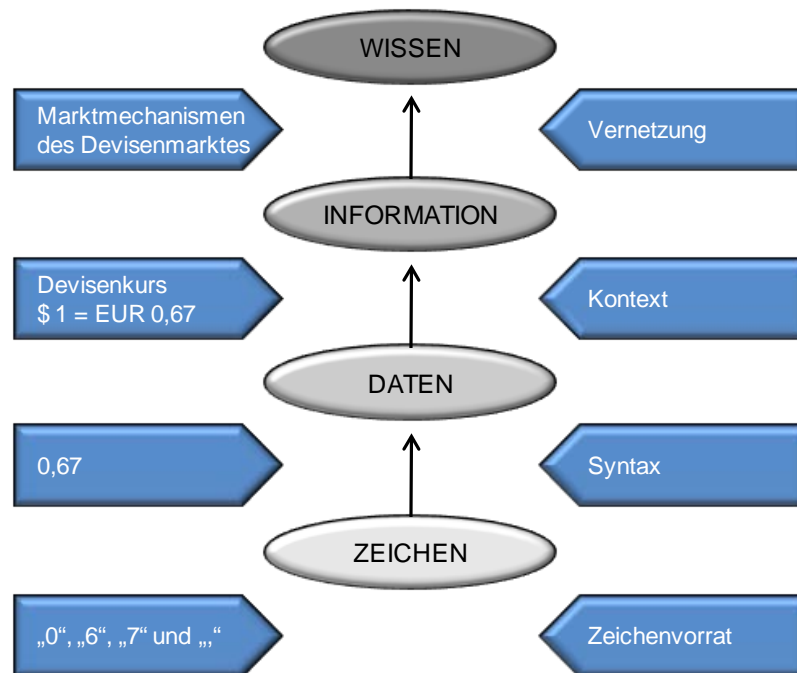 WISSEN
Marktmechanismen
des Devisenmarktes
Vernetzung
INFORMATION
Devisenkurs
$ 1 = EUR 0,67
Kontext
DATEN
0,67
Syntax
ZEICHEN
„0“, „6“, „7“ und „,“
Zeichenvorrat